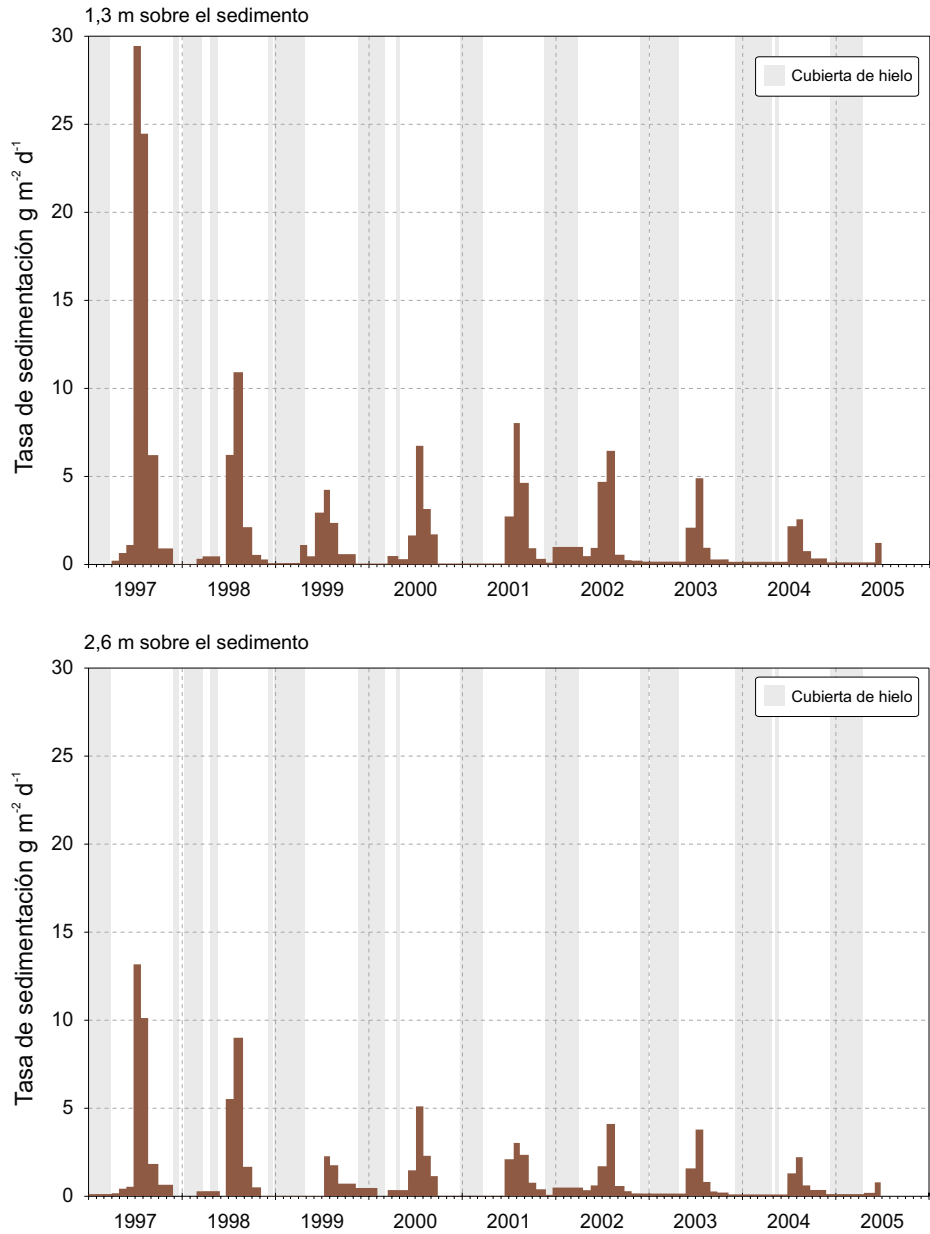 1,3 m sobre el sedimento
30
25
20
15
10
5
0
Tasa de sedimentación g m⁻² d⁻¹
Cubierta de hielo
1997 1998 1999 2000 2001 2002 2003 2004 2005
2,6 m sobre el sedimento
30
25
20
15
10
5
0
Tasa de sedimentación g m⁻² d⁻¹
Cubierta de hielo
1997 1998 1999 2000 2001 2002 2003 2004 2005